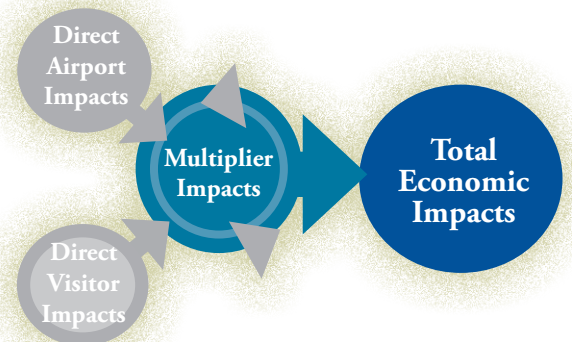 Direct
Airport
Impacts
Multiplier
Impacts
Total
Economic
Impacts
Direct
Visitor
Impacts